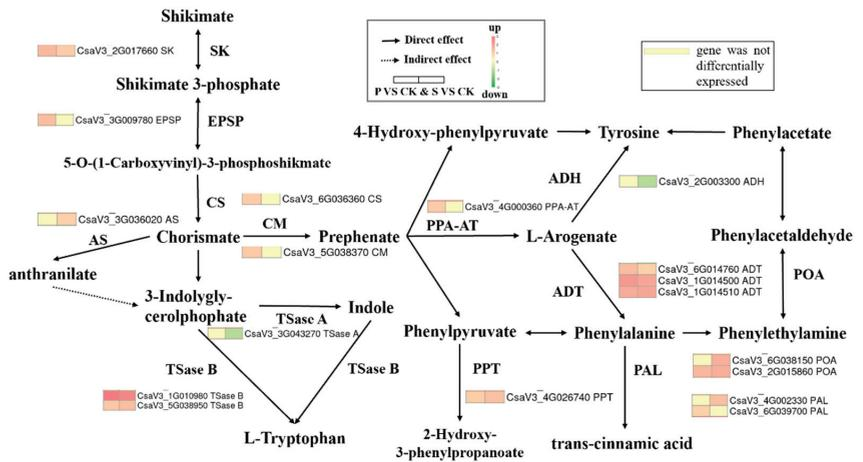 Shikimate
CsaV3_2G017660 SK
SK
Shikimate 3-phosphate
CsaV3_3G009780 EPSP
EPSP
5-O-(1-Carboxyvinyl)-3-phosphoshikmate
CS
CsaV3_6G036360 CS
CsaV3_3G036020 AS
AS
Chorismate
CM
CsaV3_5G038370 CM
Prephenate
anthranilate
3-Indolygly-
cerolphophate
TSase A
Indole
CsaV3_3G043270 TSase A
TSase B
TSase B
CsaV3_1G010980 TSase B
CsaV3_5G038950 TSase B
L-Tryptophan
Direct effect
Indirect effect
P VS CK & S VS CK
up
down
gene was not
differentially
expressed
4-Hydroxy-phenylpyruvate
Tyrosine
Phenylacetate
ADH
CsaV3_2G003300 ADH
CsaV3_4G000360 PPA-AT
PPA-AT
L-Arogenate
Phenylacetaldehyde
CsaV3_6G014760 ADT
CsaV3_1G014500 ADT
CsaV3_1G014510 ADT
ADT
POA
Phenylpyruvate
Phenylalanine
Phenylethylamine
PPT
CsaV3_4G026740 PPT
PAL
CsaV3_6G038150 POA
CsaV3_2G015860 POA
CsaV3_4G002330 PAL
CsaV3_6G039700 PAL
2-Hydroxy-
3-phenylpropanoate
trans-cinnamic acid